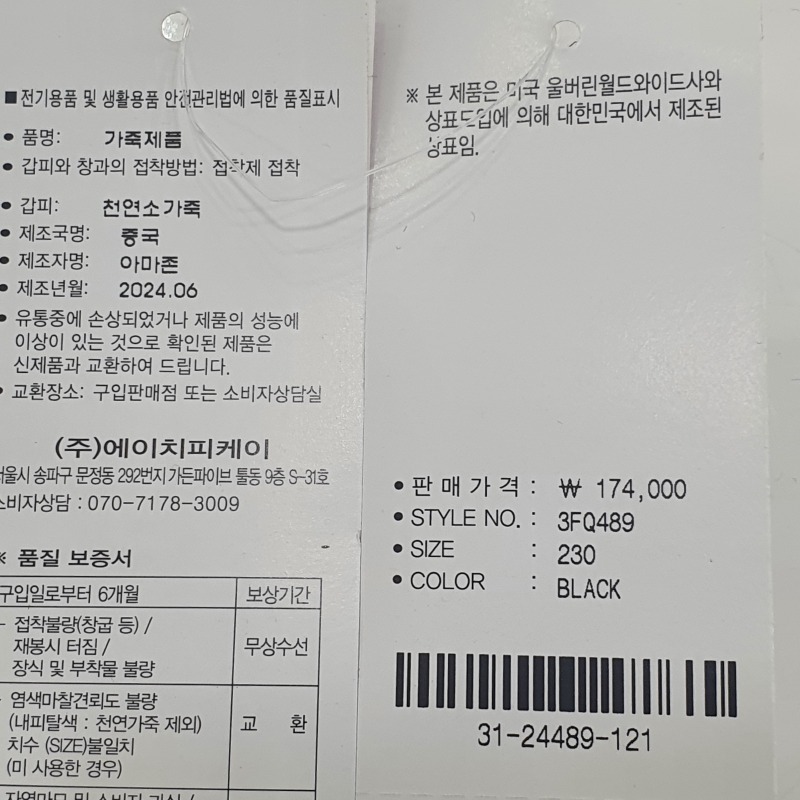 ■ 전기용품 및 생활용품 안전관리법에 의한 품질표시
● 품명: 가죽제품
● 갑피와 창과의 접착방법: 접착제 접착
● 갑피: 천연소가죽
● 제조국명: 중국
● 제조자명: 아마존
● 제조년월: 2024.06
● 유통중에 손상되었거나 제품의 성능에
이상이 있는 것으로 확인된 제품은
신제품과 교환하여 드립니다.
● 교환장소: 구입판매점 또는 소비자상담실
(주)에이치피케이
서울시 송파구 문정동 292번지 가든파이브 툴동 9층 S-31호
소비자상담 : 070-7178-3009
※ 품질 보증서
구입일로부터 6개월 보상기간
- 접착불량(창굽 등) /
재봉시 터짐 /
장식 및 부착물 불량
무상수선
- 염색마찰견뢰도 불량
(내피탈색 : 천연가죽 제외)
치수 (SIZE)불일치
(미 사용한 경우)
교 환
※ 본 제품은 미국 울버린월드와이드사와
상표도입에 의해 대한민국에서 제조된
상표임.
● 판매가격 : ₩ 174,000
● STYLE NO. : 3FQ489
● SIZE : 230
● COLOR : BLACK
31-24489-121